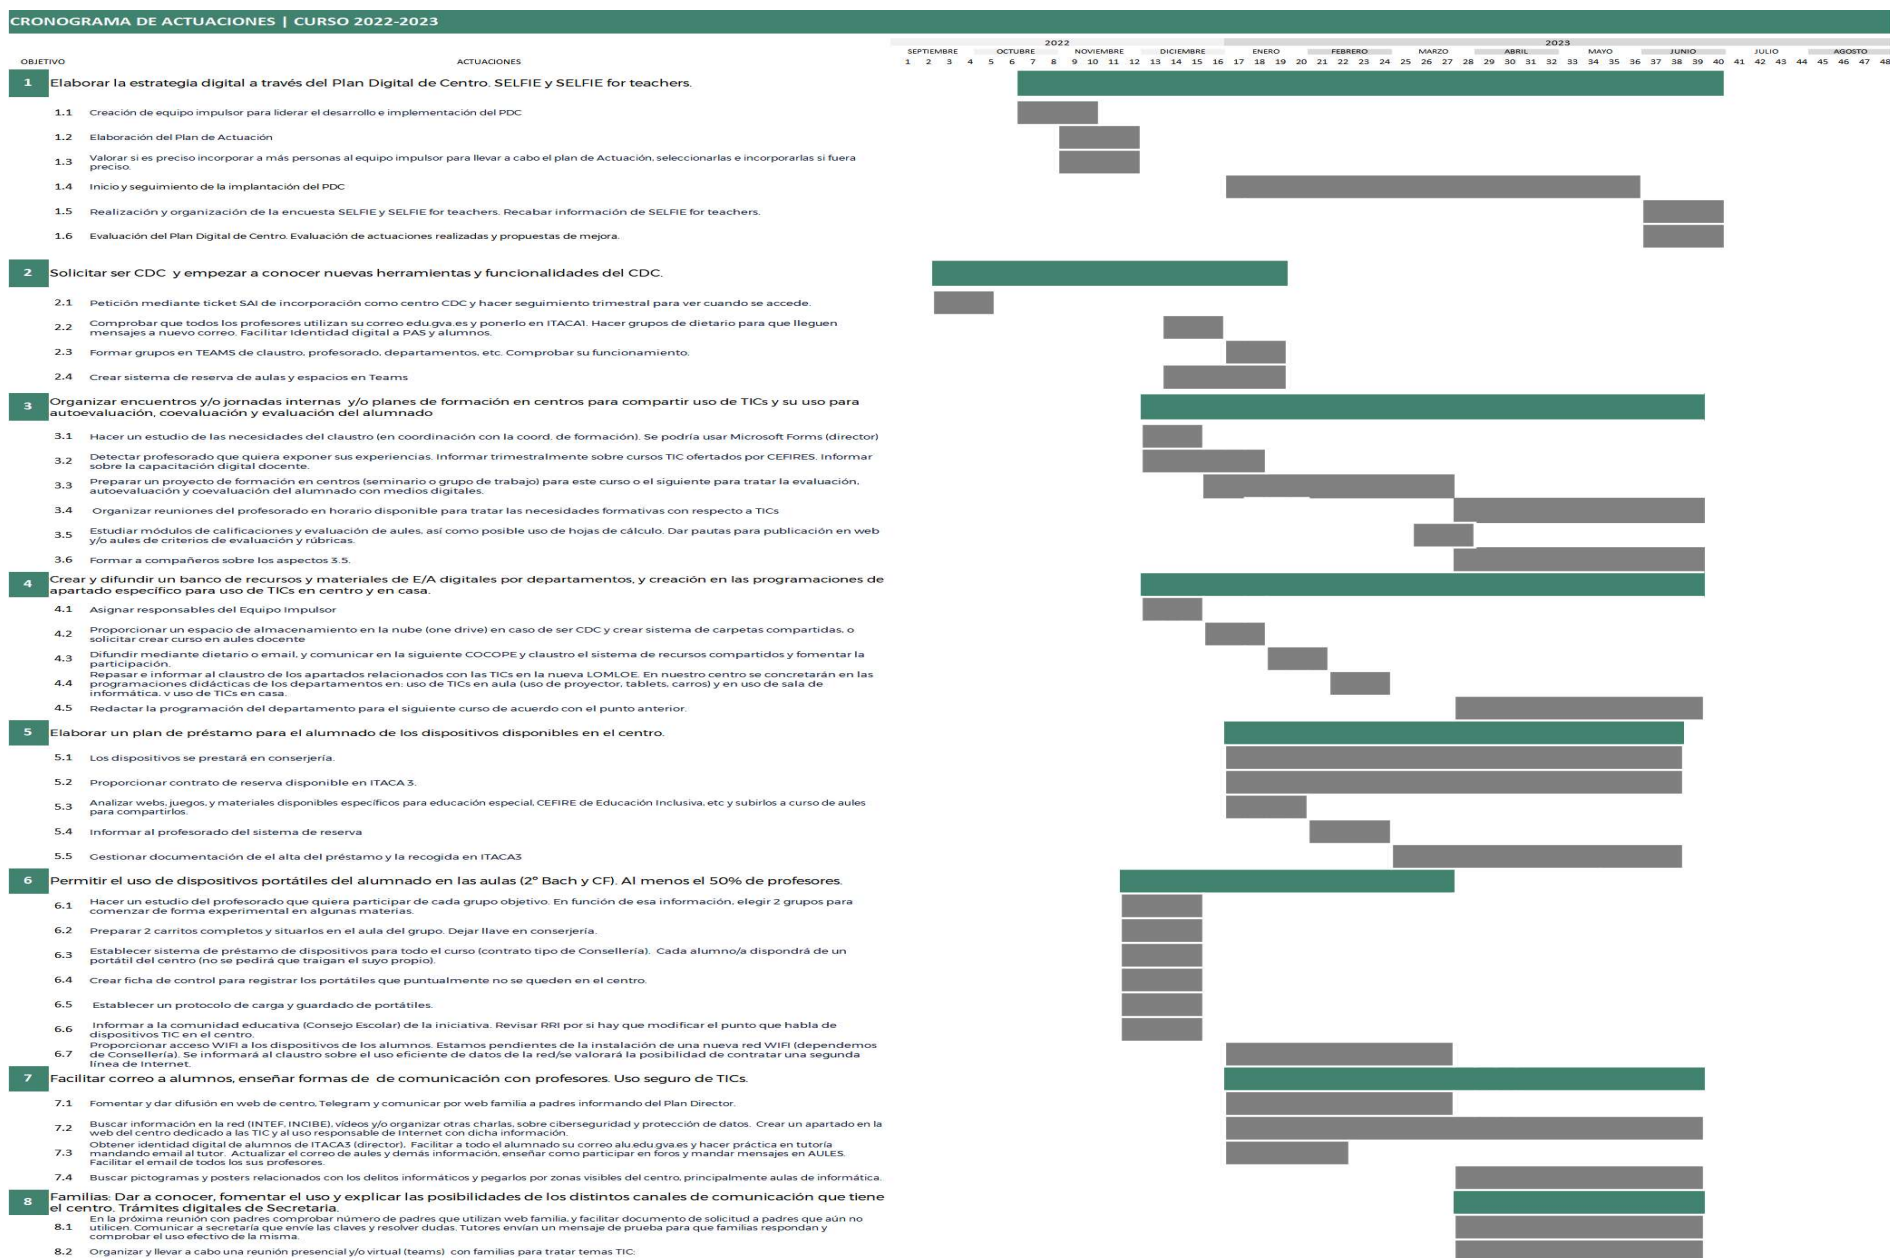 CRONOGRAMA DE ACTUACIONES | CURSO 2022-2023
2022 2023
SEPTIEMBRE OCTUBRE NOVIEMBRE DICIEMBRE ENERO FEBRERO MARZO ABRIL MAYO JUNIO JULIO AGOSTO
OBJETIVO ACTUACIONES 1 2 3 4 5 6 7 8 9 10 11 12 13 14 15 16 17 18 19 20 21 22 23 24 25 26 27 28 29 30 31 32 33 34 35 36 37 38 39 40 41 42 43 44 45 46 47 48
1 Elaborar la estrategia digital a través del Plan Digital de Centro. SELFIE y SELFIE for teachers.
1.1 Creación de equipo impulsor para liderar el desarrollo e implementación del PDC
1.2 Elaboración del Plan de Actuación
1.3 Valorar si es preciso incorporar a más personas al equipo impulsor para llevar a cabo el plan de Actuación, seleccionarlas e incorporarlas si fuera
preciso.
1.4 Inicio y seguimiento de la implantación del PDC
1.5 Realización y organización de la encuesta SELFIE y SELFIE for teachers. Recabar información de SELFIE for teachers.
1.6 Evaluación del Plan Digital de Centro. Evaluación de actuaciones realizadas y propuestas de mejora.
2 Solicitar ser CDC y empezar a conocer nuevas herramientas y funcionalidades del CDC.
2.1 Petición mediante ticket SAI de incorporación como centro CDC y hacer seguimiento trimestral para ver cuando se accede.
2.2 Comprobar que todos los profesores utilizan su correo edu.gva.es y ponerlo en ITACA1. Hacer grupos de dietario para que lleguen
mensajes a nuevo correo. Facilitar Identidad digital a PAS y alumnos.
2.3 Formar grupos en TEAMS de claustro, profesorado, departamentos, etc. Comprobar su funcionamiento.
2.4 Crear sistema de reserva de aulas y espacios en Teams
3 Organizar encuentros y/o jornadas internas y/o planes de formación en centros para compartir uso de TICs y su uso para
autoevaluación, coevaluación y evaluación del alumnado
3.1 Hacer un estudio de las necesidades del claustro (en coordinación con la coord. de formación). Se podría usar Microsoft Forms (director)
3.2 Detectar profesorado que quiera exponer sus experiencias. Informar trimestralmente sobre cursos TIC ofertados por CEFIRES. Informar
sobre la capacitación digital docente.
3.3 Preparar un proyecto de formación en centros (seminario o grupo de trabajo) para este curso o el siguiente para tratar la evaluación,
autoevaluación y coevaluación del alumnado con medios digitales.
3.4 Organizar reuniones del profesorado en horario disponible para tratar las necesidades formativas con respecto a TICs
3.5 Estudiar módulos de calificaciones y evaluación de aules, así como posible uso de hojas de cálculo. Dar pautas para publicación en web
y/o aules de criterios de evaluación y rúbricas.
3.6 Formar a compañeros sobre los aspectos 3.5.
4 Crear y difundir un banco de recursos y materiales de E/A digitales por departamentos, y creación en las programaciones de
apartado específico para uso de TICs en centro y en casa.
4.1 Asignar responsables del Equipo Impulsor
4.2 Proporcionar un espacio de almacenamiento en la nube (one drive) en caso de ser CDC y crear sistema de carpetas compartidas, o
solicitar crear curso en aules docente
4.3 Difundir mediante dietario o email, y comunicar en la siguiente COCOPE y claustro el sistema de recursos compartidos y fomentar la
participación.
4.4 Repasar e informar al claustro de los apartados relacionados con las TICs en la nueva LOMLOE. En nuestro centro se concretarán en las
programaciones didácticas de los departamentos en: uso de TICs en aula (uso de proyector, tablets, carros) y en uso de sala de
informática, y uso de TICs en casa.
4.5 Redactar la programación del departamento para el siguiente curso de acuerdo con el punto anterior.
5 Elaborar un plan de préstamo para el alumnado de los dispositivos disponibles en el centro.
5.1 Los dispositivos se prestará en conserjería.
5.2 Proporcionar contrato de reserva disponible en ITACA 3.
5.3 Analizar webs, juegos, y materiales disponibles específicos para educación especial, CEFIRE de Educación Inclusiva, etc y subirlos a curso de aules
para compartirlos.
5.4 Informar al profesorado del sistema de reserva
5.5 Gestionar documentación de el alta del préstamo y la recogida en ITACA3
6 Permitir el uso de dispositivos portátiles del alumnado en las aulas (2º Bach y CF). Al menos el 50% de profesores.
6.1 Hacer un estudio del profesorado que quiera participar de cada grupo objetivo. En función de esa información, elegir 2 grupos para
comenzar de forma experimental en algunas materias.
6.2 Preparar 2 carritos completos y situarlos en el aula del grupo. Dejar llave en conserjería.
6.3 Establecer sistema de préstamo de dispositivos para todo el curso (contrato tipo de Consellería). Cada alumno/a dispondrá de un
portátil del centro (no se pedirá que traigan el suyo propio).
6.4 Crear ficha de control para registrar los portátiles que puntualmente no se queden en el centro.
6.5 Establecer un protocolo de carga y guardado de portátiles.
6.6 Informar a la comunidad educativa (Consejo Escolar) de la iniciativa. Revisar RRI por si hay que modificar el punto que habla de
dispositivos TIC en el centro.
6.7 Proporcionar acceso WIFI a los dispositivos de los alumnos. Estamos pendientes de la instalación de una nueva red WIFI (dependemos
de Consellería). Se informará al claustro sobre el uso eficiente de datos de la red/se valorará la posibilidad de contratar una segunda
línea de Internet.
7 Facilitar correo a alumnos, enseñar formas de de comunicación con profesores. Uso seguro de TICs.
7.1 Fomentar y dar difusión en web de centro, Telegram y comunicar por web familia a padres informando del Plan Director.
7.2 Buscar información en la red (INTEF, INCIBE), vídeos y/o organizar otras charlas, sobre ciberseguridad y protección de datos. Crear un apartado en la
web del centro dedicado a las TIC y al uso responsable de Internet con dicha información.
7.3 Obtener identidad digital de alumnos de ITACA3 (director). Facilitar a todo el alumnado su correo alu.edu.gva.es y hacer práctica en tutoría
mandando email al tutor. Actualizar el correo de aules y demás información, enseñar como participar en foros y mandar mensajes en AULES.
Facilitar el email de todos los sus profesores.
7.4 Buscar pictogramas y posters relacionados con los delitos informáticos y pegarlos por zonas visibles del centro, principalmente aulas de informática.
8 Familias: Dar a conocer, fomentar el uso y explicar las posibilidades de los distintos canales de comunicación que tiene
el centro. Trámites digitales de Secretaria.
8.1 En la próxima reunión con padres comprobar número de padres que utilizan web familia, y facilitar documento de solicitud a padres que aún no
utilicen. Comunicar a secretaría que envíe las claves y resolver dudas. Tutores envían un mensaje de prueba para que familias respondan y
comprobar el uso efectivo de la misma.
8.2 Organizar y llevar a cabo una reunión presencial y/o virtual (teams) con familias para tratar temas TIC: